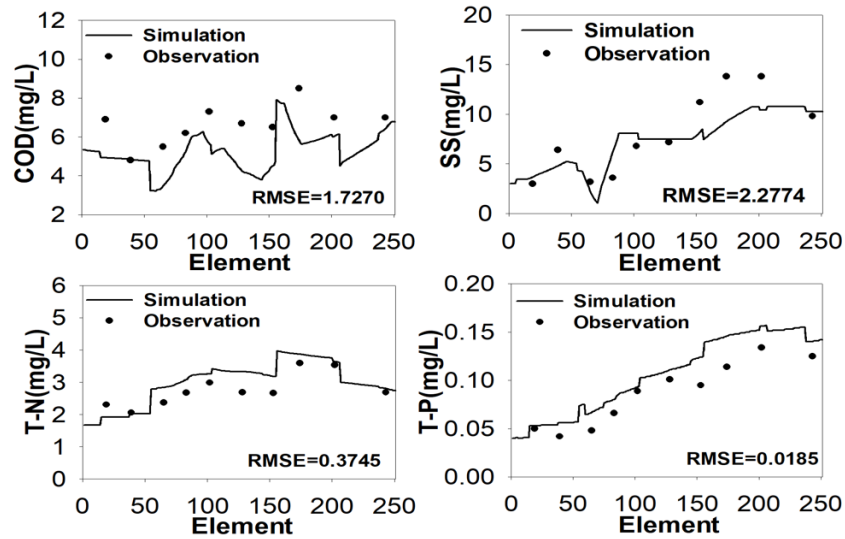 12
10
8
6
4
2
COD(mg/L)
Simulation
Observation
RMSE=1.7270
0 50 100 150 200 250
Element
20
15
10
5
0
SS(mg/L)
Simulation
Observation
RMSE=2.2774
0 50 100 150 200 250
Element
6
5
4
3
2
1
0
T-N(mg/L)
Simulation
Observation
RMSE=0.3745
0 50 100 150 200 250
Element
0.20
0.15
0.10
0.05
0.00
T-P(mg/L)
Simulation
Observation
RMSE=0.0185
0 50 100 150 200 250
Element